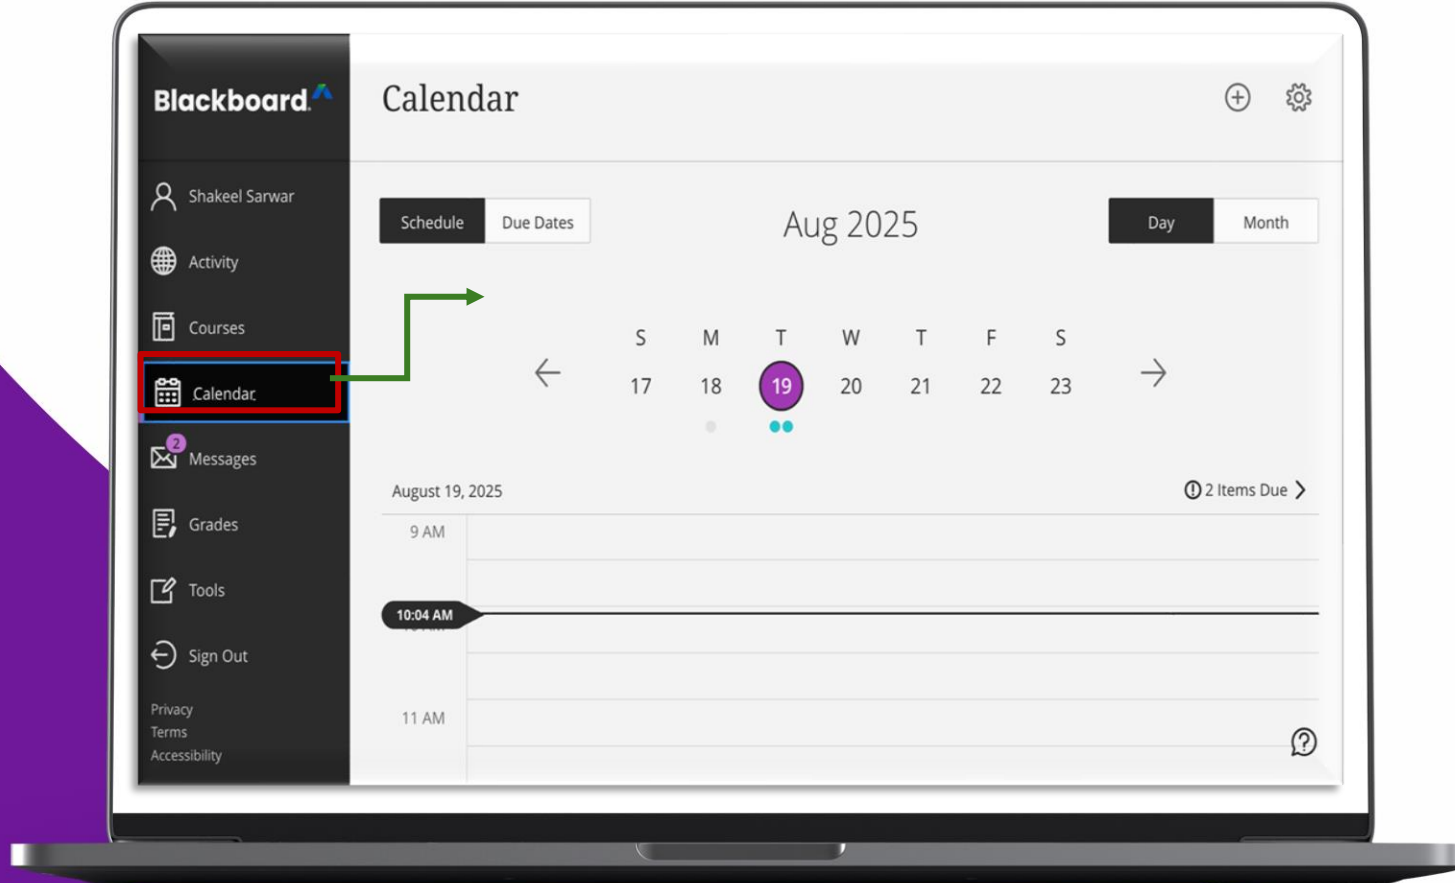 Blackboard.
Calendar
Shakeel Sarwar
Activity
Courses
Calendar
2
Messages
Grades
Tools
Sign Out
Privacy
Terms
Accessibility
Schedule Due Dates
Aug 2025
Day Month
S M T W T F S
17 18 19 20 21 22 23
August 19, 2025
2 Items Due
9 AM
10:04 AM
11 AM